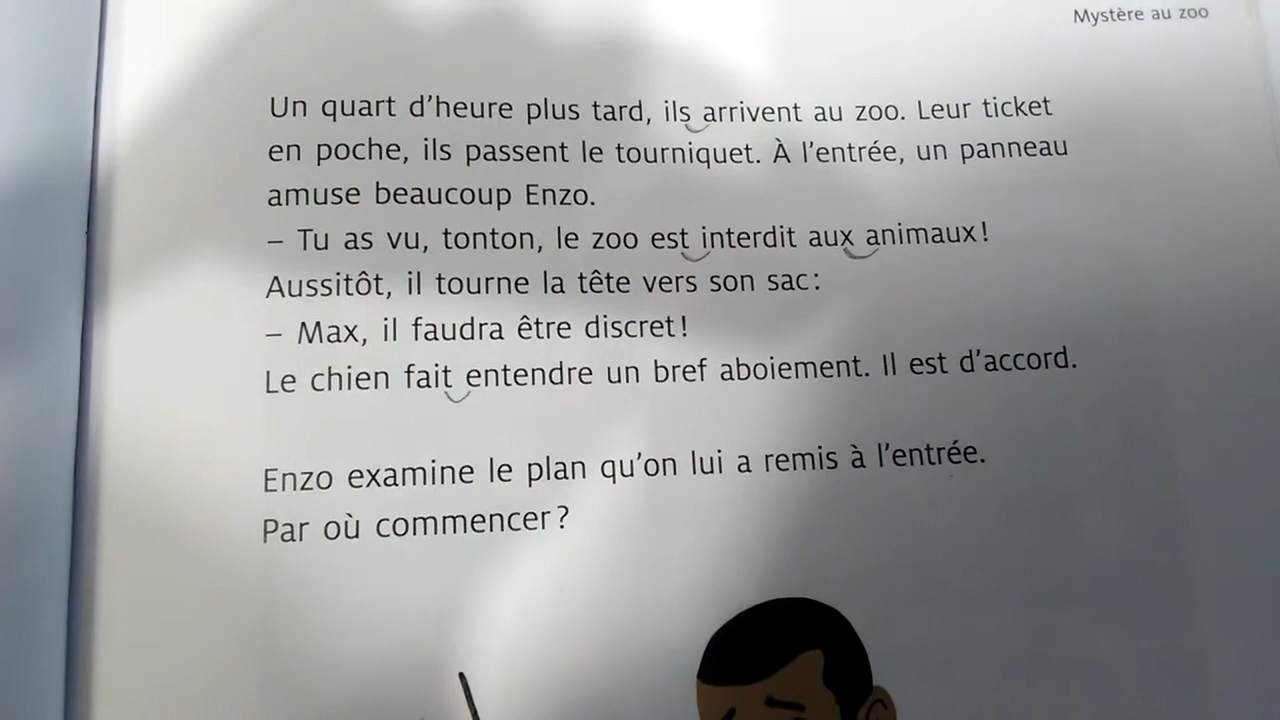 Mystère au zoo
Un quart d'heure plus tard, ils arrivent au zoo. Leur ticket
en poche, ils passent le tourniquet. À l'entrée, un panneau
amuse beaucoup Enzo.
– Tu as vu, tonton, le zoo est interdit aux animaux !
Aussitôt, il tourne la tête vers son sac :
– Max, il faudra être discret !
Le chien fait entendre un bref aboiement. Il est d'accord.
Enzo examine le plan qu'on lui a remis à l'entrée.
Par où commencer ?